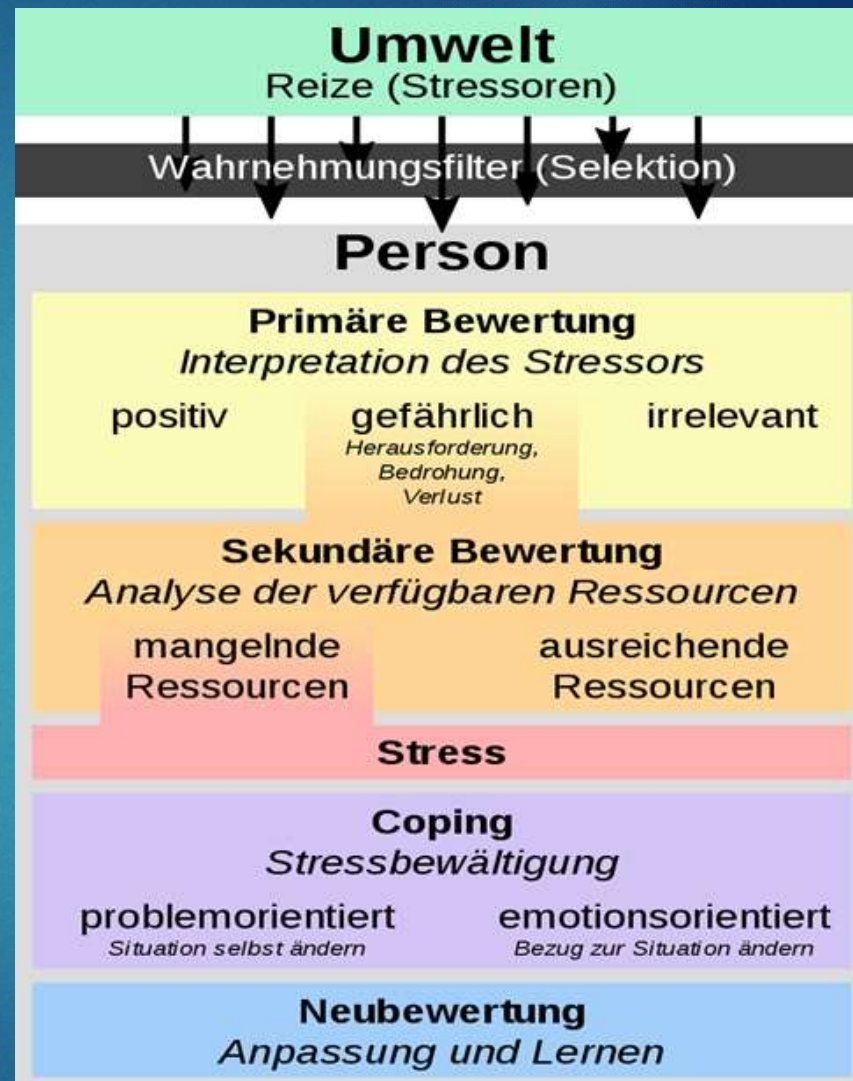 Umwelt
Reize (Stressoren)
Wahrnehmungsfilter (Selektion)
Person
Primäre Bewertung
Interpretation des Stressors
positiv gefährlich irrelevant
Herausforderung,
Bedrohung,
Verlust
Sekundäre Bewertung
Analyse der verfügbaren Ressourcen
mangelnde ausreichende
Ressourcen Ressourcen
Stress
Coping
Stressbewältigung
problemorientiert emotionsorientiert
Situation selbst ändern Bezug zur Situation ändern
Neubewertung
Anpassung und Lernen